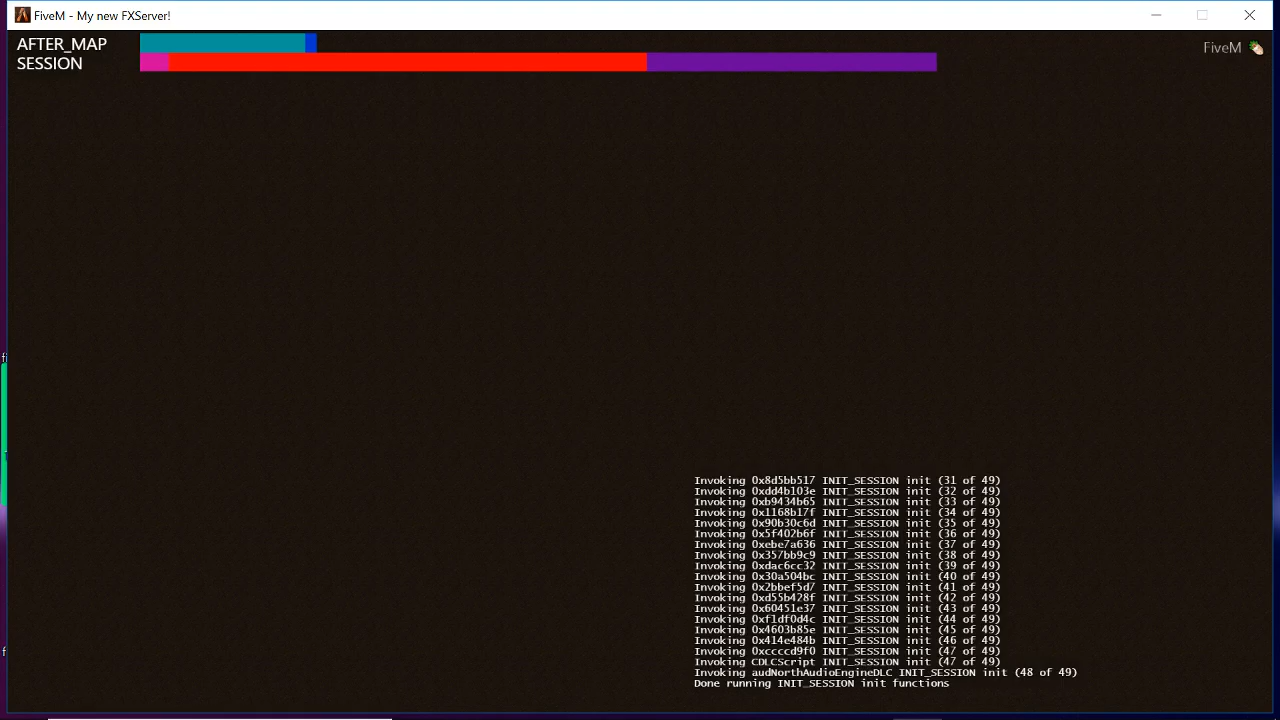 FiveM - My new FXServer!
AFTER_MAP
SESSION
FiveM
Invoking 0x8d5bb517 INIT_SESSION init (31 of 49)
Invoking 0xdd4b103e INIT_SESSION init (32 of 49)
Invoking 0xb9434b65 INIT_SESSION init (33 of 49)
Invoking 0x1168b17f INIT_SESSION init (34 of 49)
Invoking 0x90b30c6d INIT_SESSION init (35 of 49)
Invoking 0x5f402b6f INIT_SESSION init (36 of 49)
Invoking 0xebe7a636 INIT_SESSION init (37 of 49)
Invoking 0x357bb9c9 INIT_SESSION init (38 of 49)
Invoking 0xdac6cc32 INIT_SESSION init (39 of 49)
Invoking 0x30a504bc INIT_SESSION init (40 of 49)
Invoking 0x2bbef5d7 INIT_SESSION init (41 of 49)
Invoking 0xd55b428f INIT_SESSION init (42 of 49)
Invoking 0x60451e37 INIT_SESSION init (43 of 49)
Invoking 0xf1df0d4c INIT_SESSION init (44 of 49)
Invoking 0x4603b85e INIT_SESSION init (45 of 49)
Invoking 0x414e484b INIT_SESSION init (46 of 49)
Invoking 0xccccd9f0 INIT_SESSION init (47 of 49)
Invoking CDLCScript INIT_SESSION init (47 of 49)
Invoking audNorthAudioEngineDLC INIT_SESSION init (48 of 49)
Done running INIT_SESSION init functions